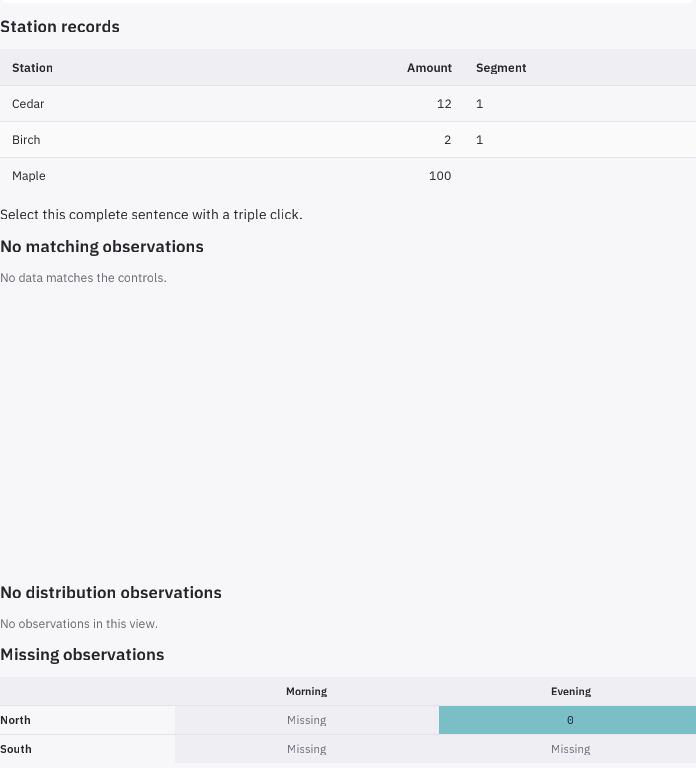 Station records
Station Amount Segment
Cedar 12 1
Birch 2 1
Maple 100
Select this complete sentence with a triple click.
No matching observations
No data matches the controls.
No distribution observations
No observations in this view.
Missing observations
Morning Evening
North Missing 0
South Missing Missing